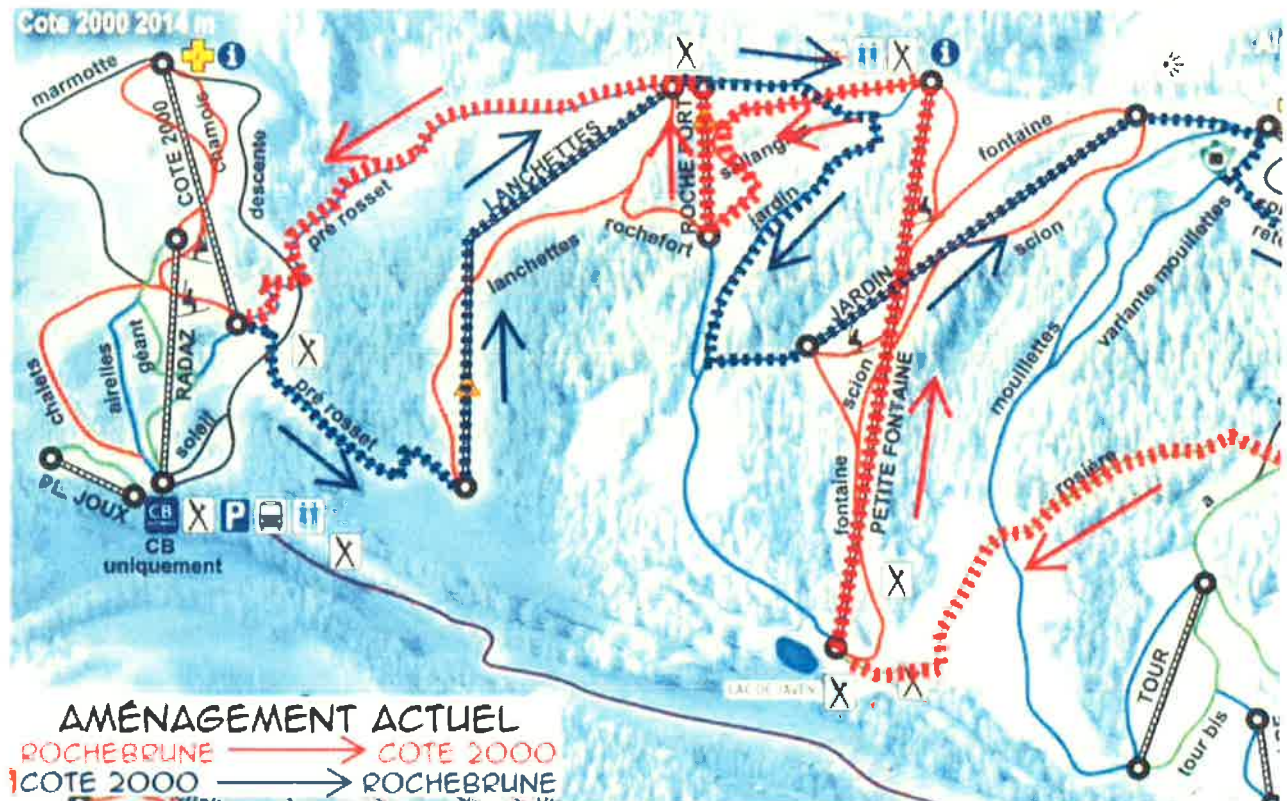 Cote 2000 2014 m
marmotte
COTE 2000
chamois
descente
pré rosset
LANCHETTES
lanchettes
ROCHEFORT
rochefort
jardin
fontaine
scion
JARDIN
scion
PETITE FONTAINE
fontaine
mouillettes
variante mouillettes
rosière
a
géant
airelles
RADAZ
chalets
soleil
pré rosset
PL JOUX
CB
P
CB
uniquement
LAC DE JAVEN
TOUR
tour bis
AMÉNAGEMENT ACTUEL
ROCHEBRUNE COTE 2000
COTE 2000 ROCHEBRUNE